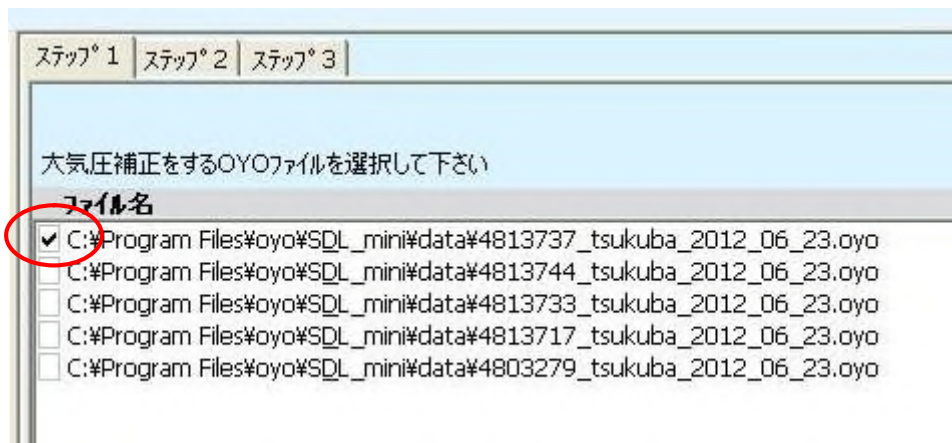 ステップ1 ステップ2 ステップ3
大気圧補正をするOYOファイルを選択して下さい
ファイル名
C:¥Program Files¥oyo¥SDL_mini¥data¥4813737_tsukuba_2012_06_23.oyo
C:¥Program Files¥oyo¥SDL_mini¥data¥4813744_tsukuba_2012_06_23.oyo
C:¥Program Files¥oyo¥SDL_mini¥data¥4813733_tsukuba_2012_06_23.oyo
C:¥Program Files¥oyo¥SDL_mini¥data¥4813717_tsukuba_2012_06_23.oyo
C:¥Program Files¥oyo¥SDL_mini¥data¥4803279_tsukuba_2012_06_23.oyo